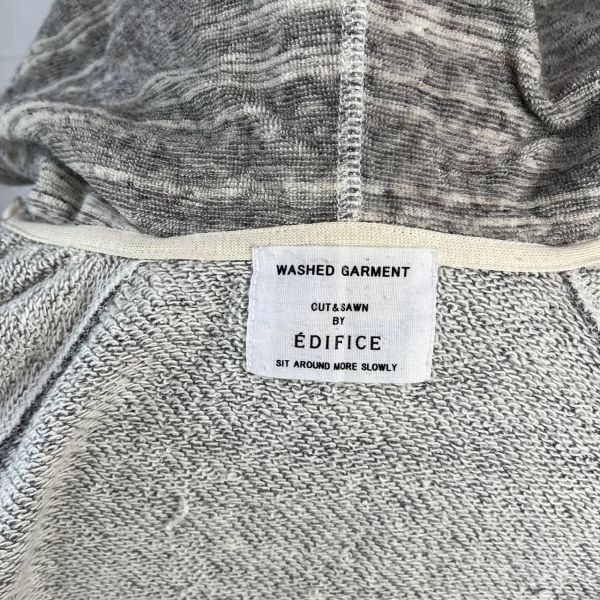 WASHED GARMENT
CUT & SAWN
BY
ÉDIFICE
SIT AROUND MORE SLOWLY